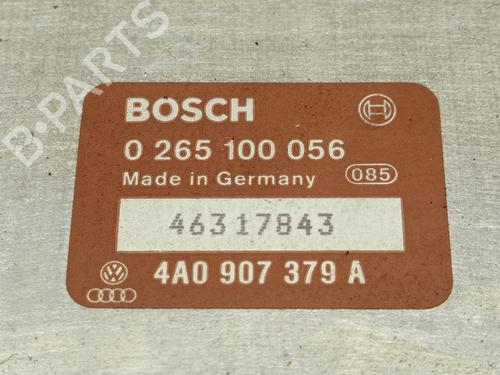 B-PARTS
BOSCH
0 265 100 056
Made in Germany 085
46317843
4A0 907 379 A